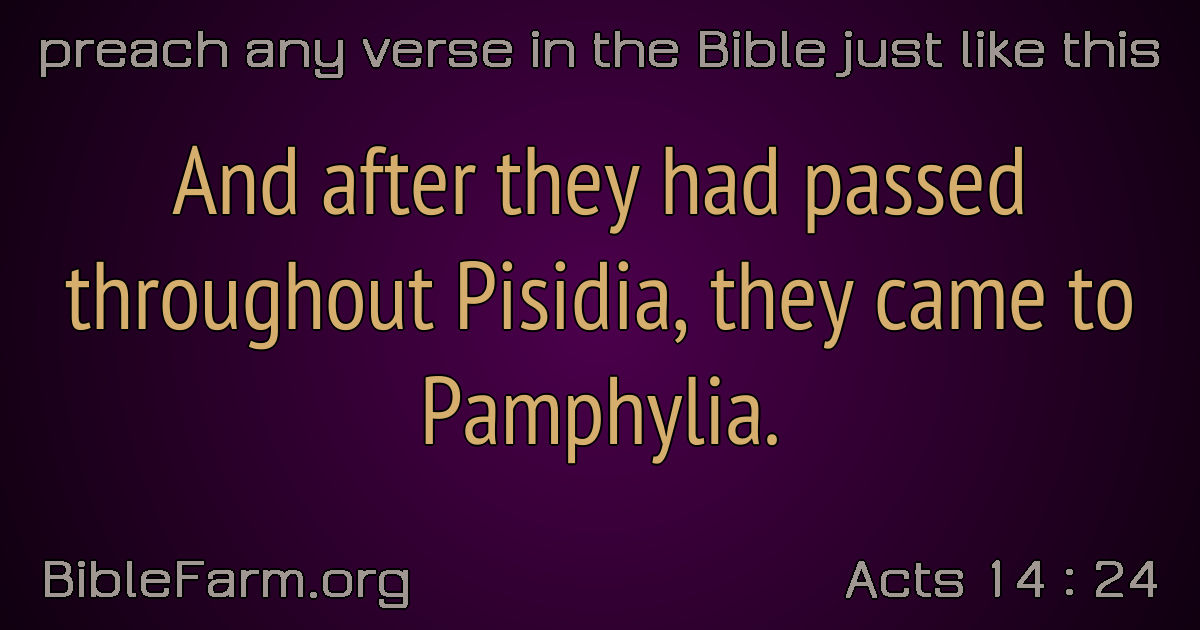 preach any verse in the Bible just like this
And after they had passed
throughout Pisidia, they came to
Pamphylia.
BibleFarm.org
Acts 14 : 24